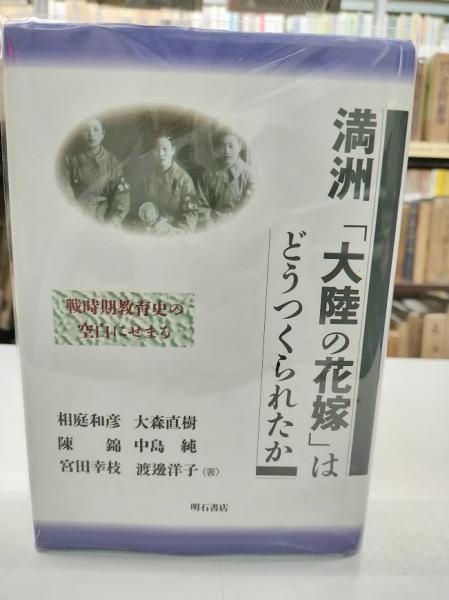 満洲「大陸の花嫁」は
どうつくられたか
戦時期教育史の
空白にせまる
相庭和彦 大森直樹
陳 錦 中島 純
宮田幸枝 渡邊洋子〈著〉
明石書店